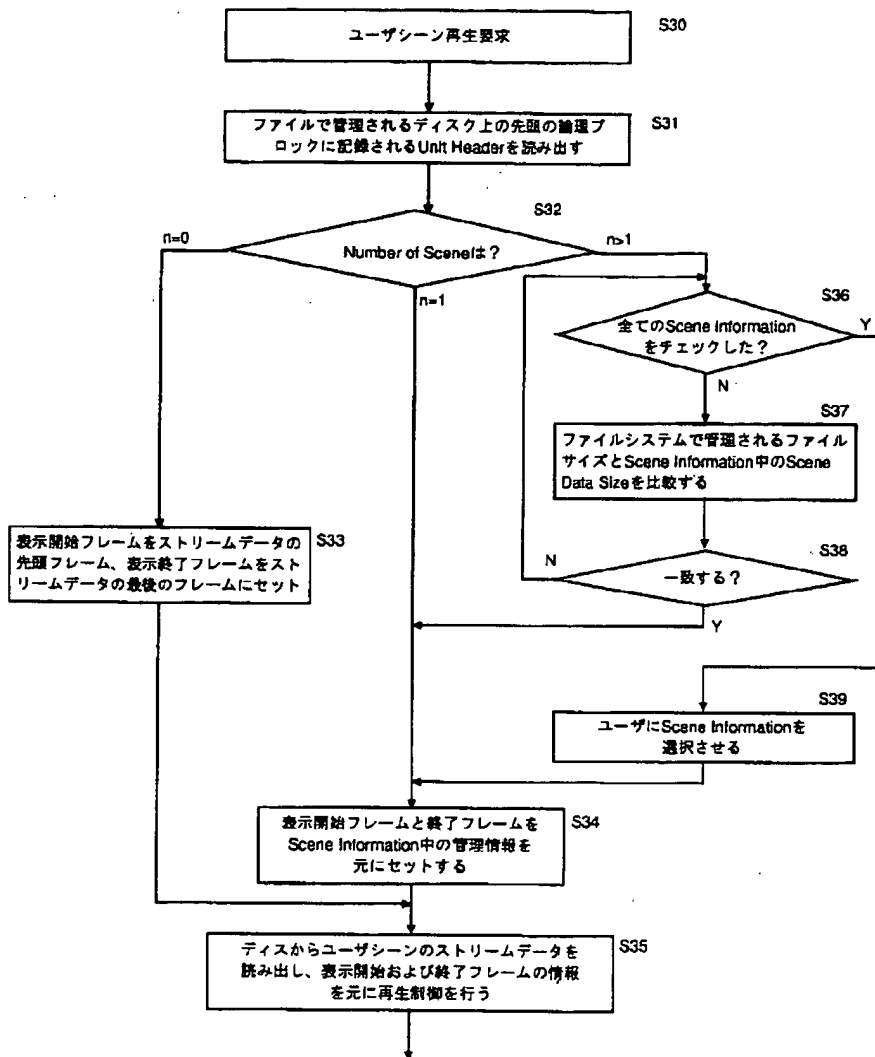 S30
ユーザシーン再生要求
S31
ファイルで管理されるディスク上の先頭の論理ブ
ロックに記録されるUnit Headerを読み出す
S32
n=0
Number of Sceneは？
n>1
n=1
S36
全てのScene Information
をチェックした？
Y
N
S37
ファイルシステムで管理されるファイル
サイズとScene Information中のScene
Data Sizeを比較する
S38
一致する？
N
Y
S33
表示開始フレームをストリームデータの
先頭フレーム、表示終了フレームをスト
リームデータの最後のフレームにセット
S39
ユーザにScene Informationを
選択させる
S34
表示開始フレームと終了フレームを
Scene Information中の管理情報を
元にセットする
S35
ディスからユーザシーンのストリームデータを
読み出し、表示開始および終了フレームの情報
を元に再生制御を行う